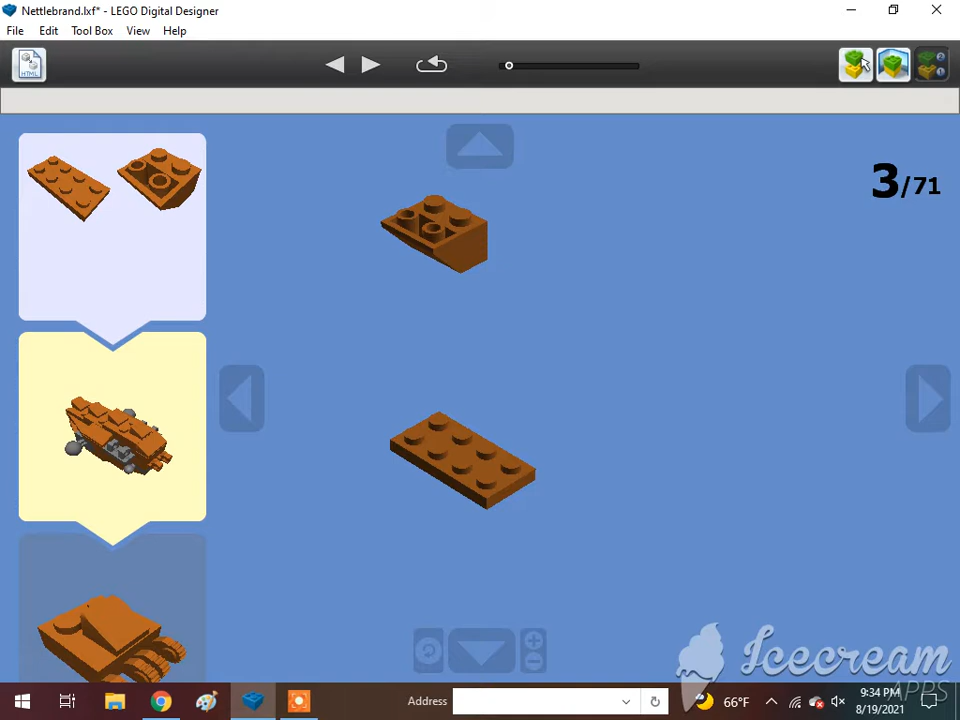 Nettlebrand.lxf* - LEGO Digital Designer
File Edit Tool Box View Help
HTML
3/71
Icecream
APPS
Address
66°F
9:34 PM
8/19/2021